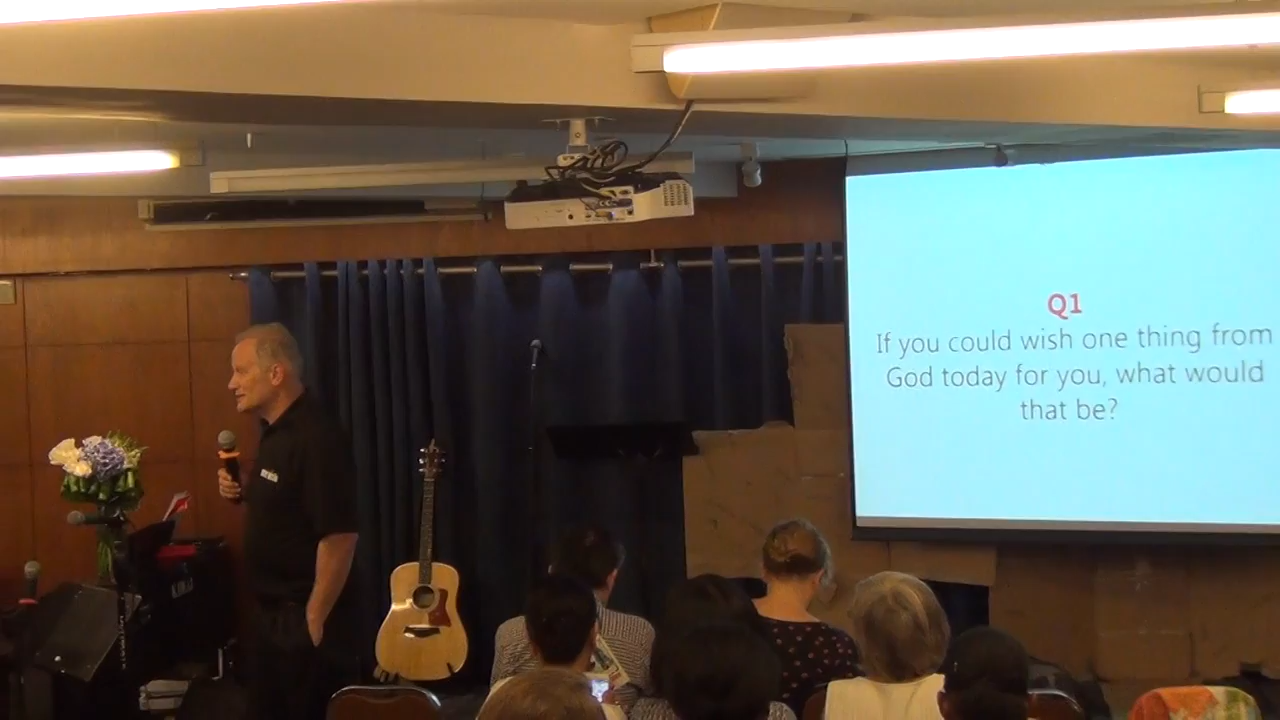 Q1
If you could wish one thing from
God today for you, what would
that be?